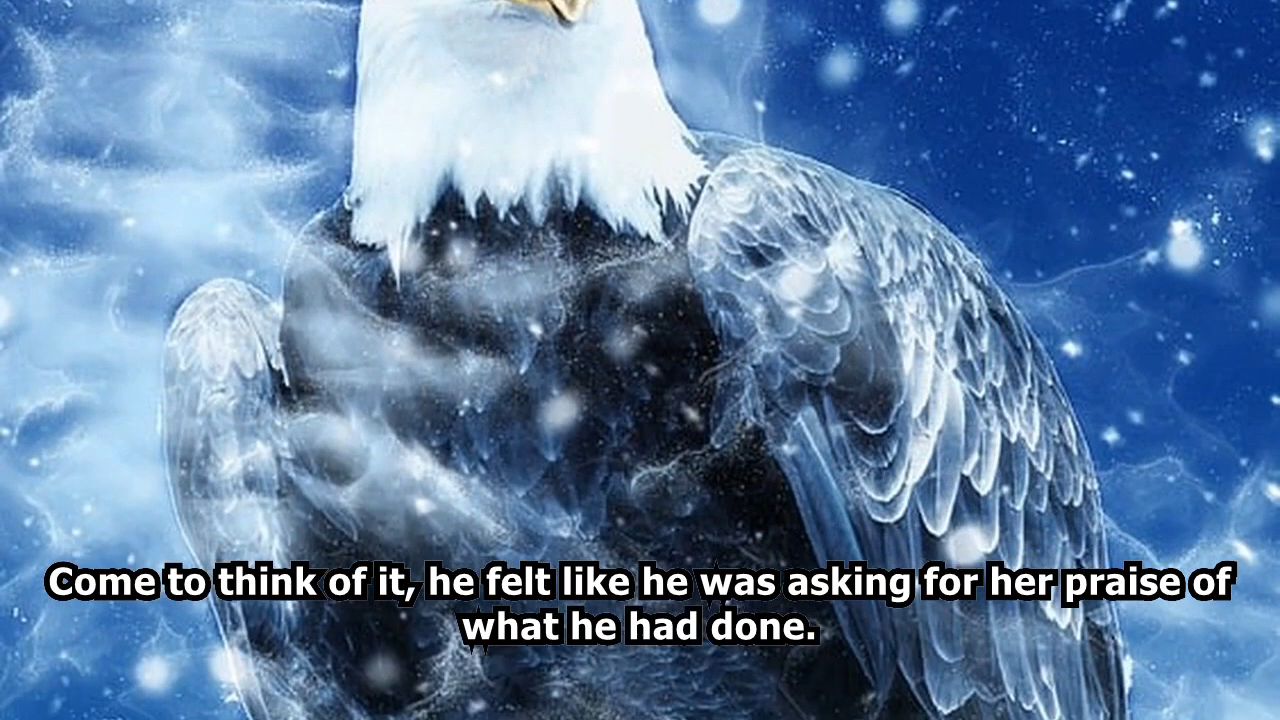 Come to think of it, he felt like he was asking for her praise of
what he had done.